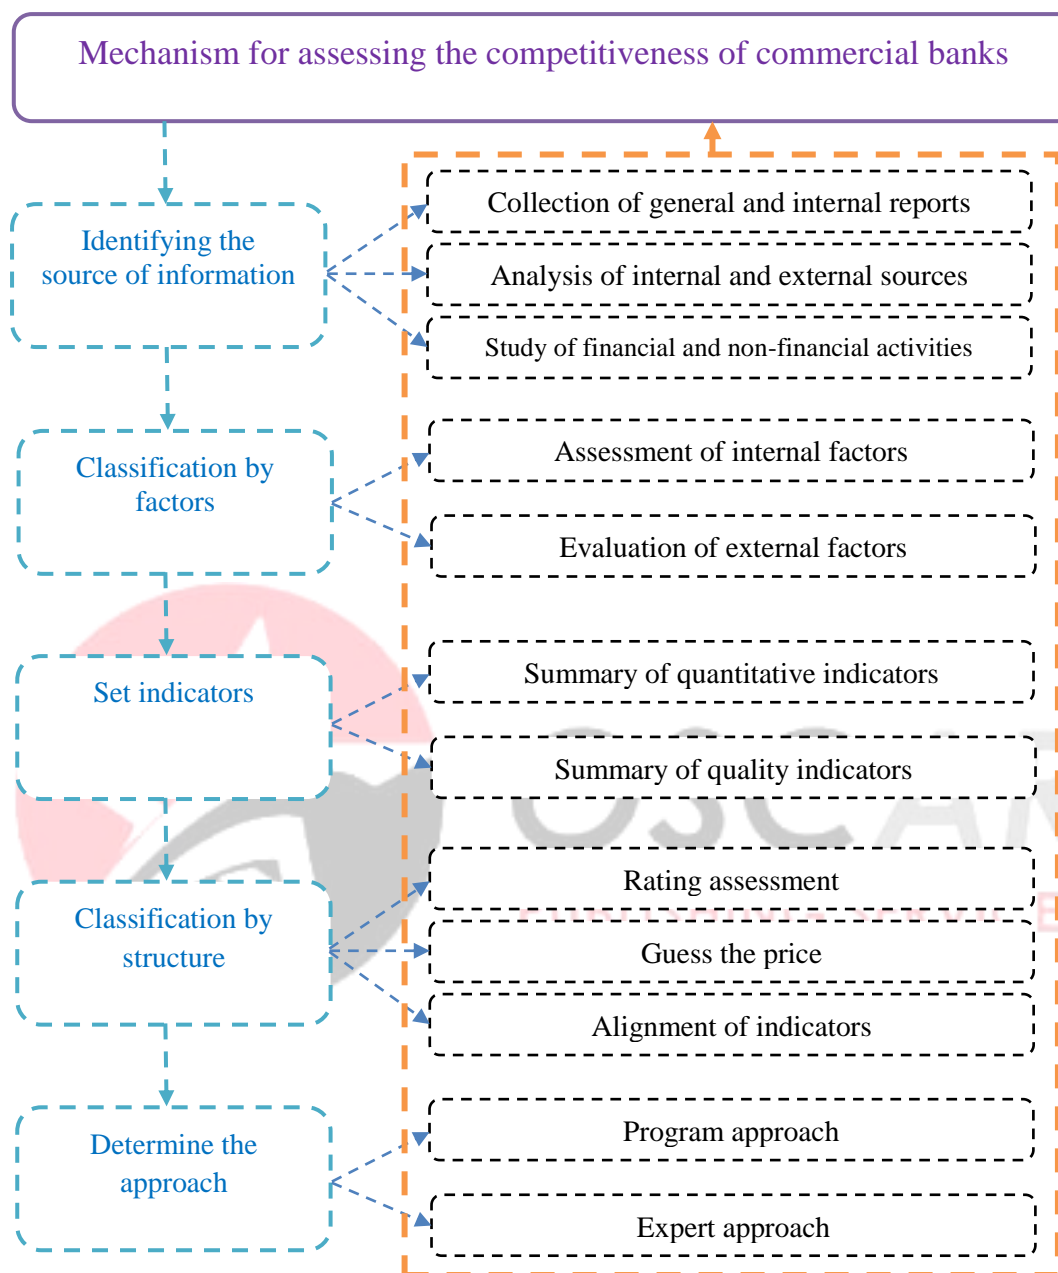 Mechanism for assessing the competitiveness of commercial banks
Identifying the
source of information
Collection of general and internal reports
Analysis of internal and external sources
Study of financial and non-financial activities
Classification by
factors
Assessment of internal factors
Evaluation of external factors
Set indicators
Summary of quantitative indicators
Summary of quality indicators
Classification by
structure
Rating assessment
Guess the price
Alignment of indicators
Determine the
approach
Program approach
Expert approach